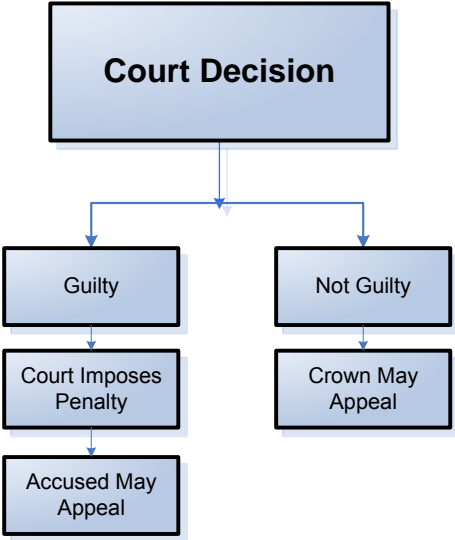 Court Decision
Guilty
Not Guilty
Court Imposes
Penalty
Crown May
Appeal
Accused May
Appeal